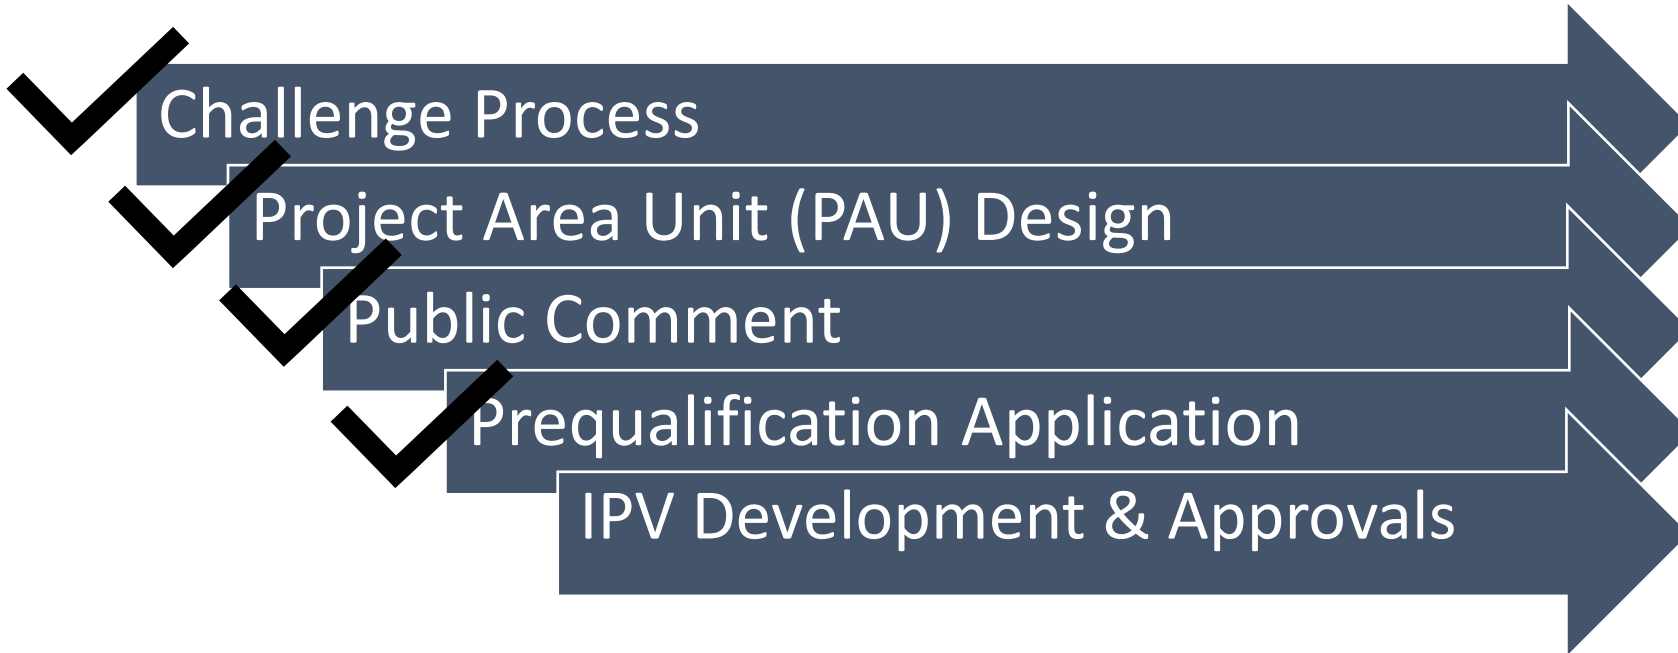 Challenge Process
Project Area Unit (PAU) Design
Public Comment
Prequalification Application
IPV Development & Approvals